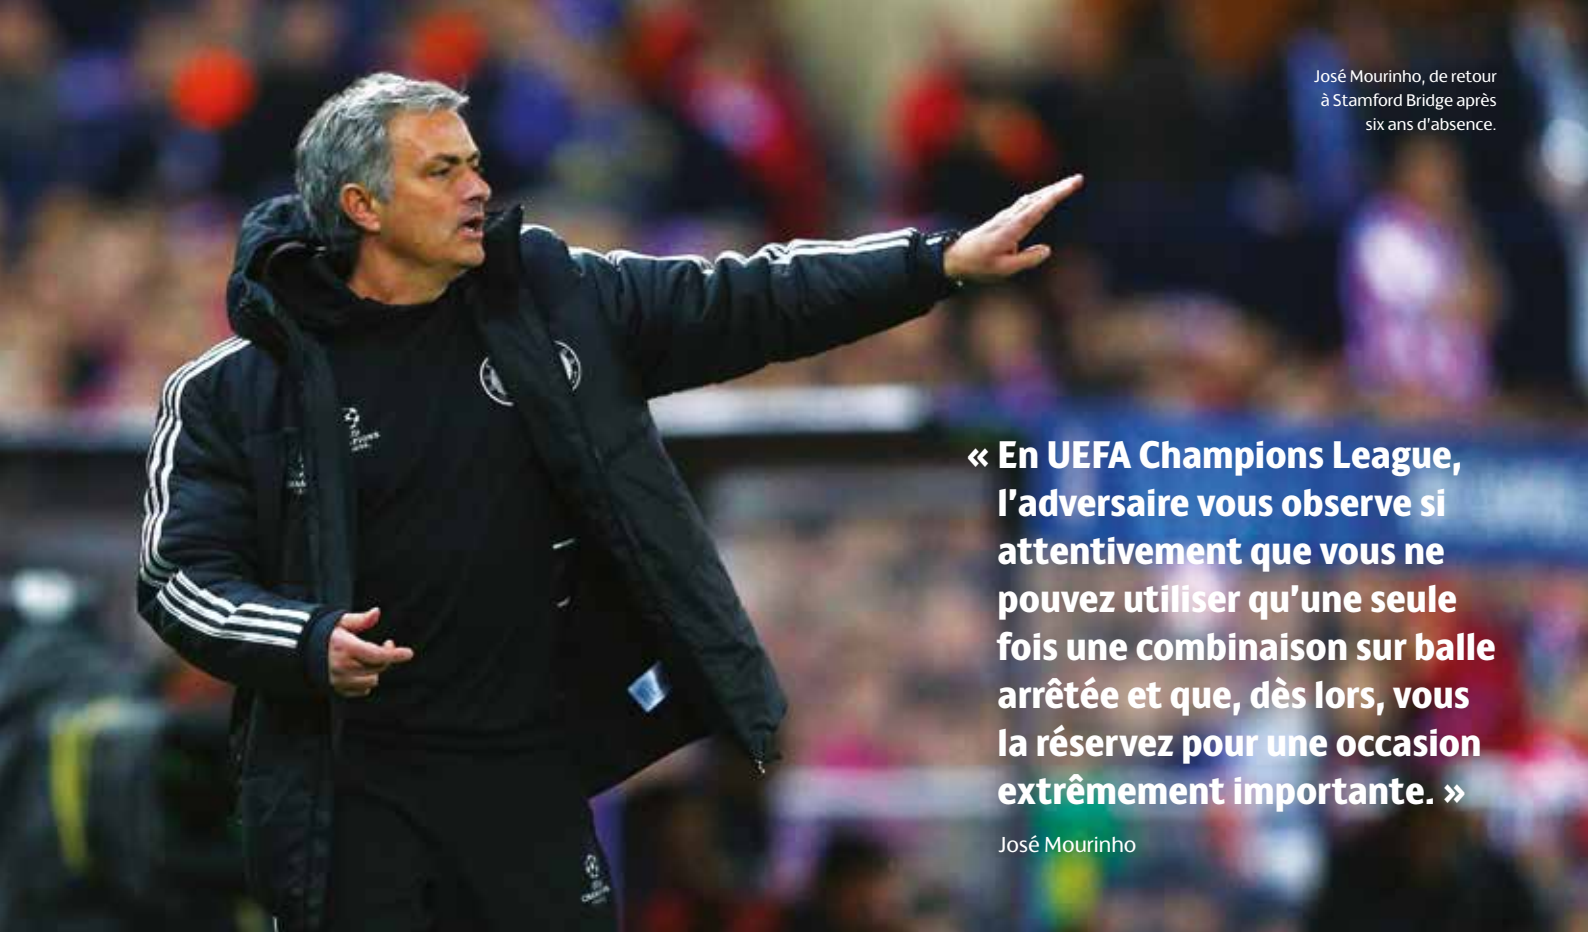 José Mourinho, de retour
à Stamford Bridge après
six ans d'absence.
« En UEFA Champions League,
l'adversaire vous observe si
attentivement que vous ne
pouvez utiliser qu'une seule
fois une combinaison sur balle
arrêtée et que, dès lors, vous
la réservez pour une occasion
extrêmement importante. »
José Mourinho